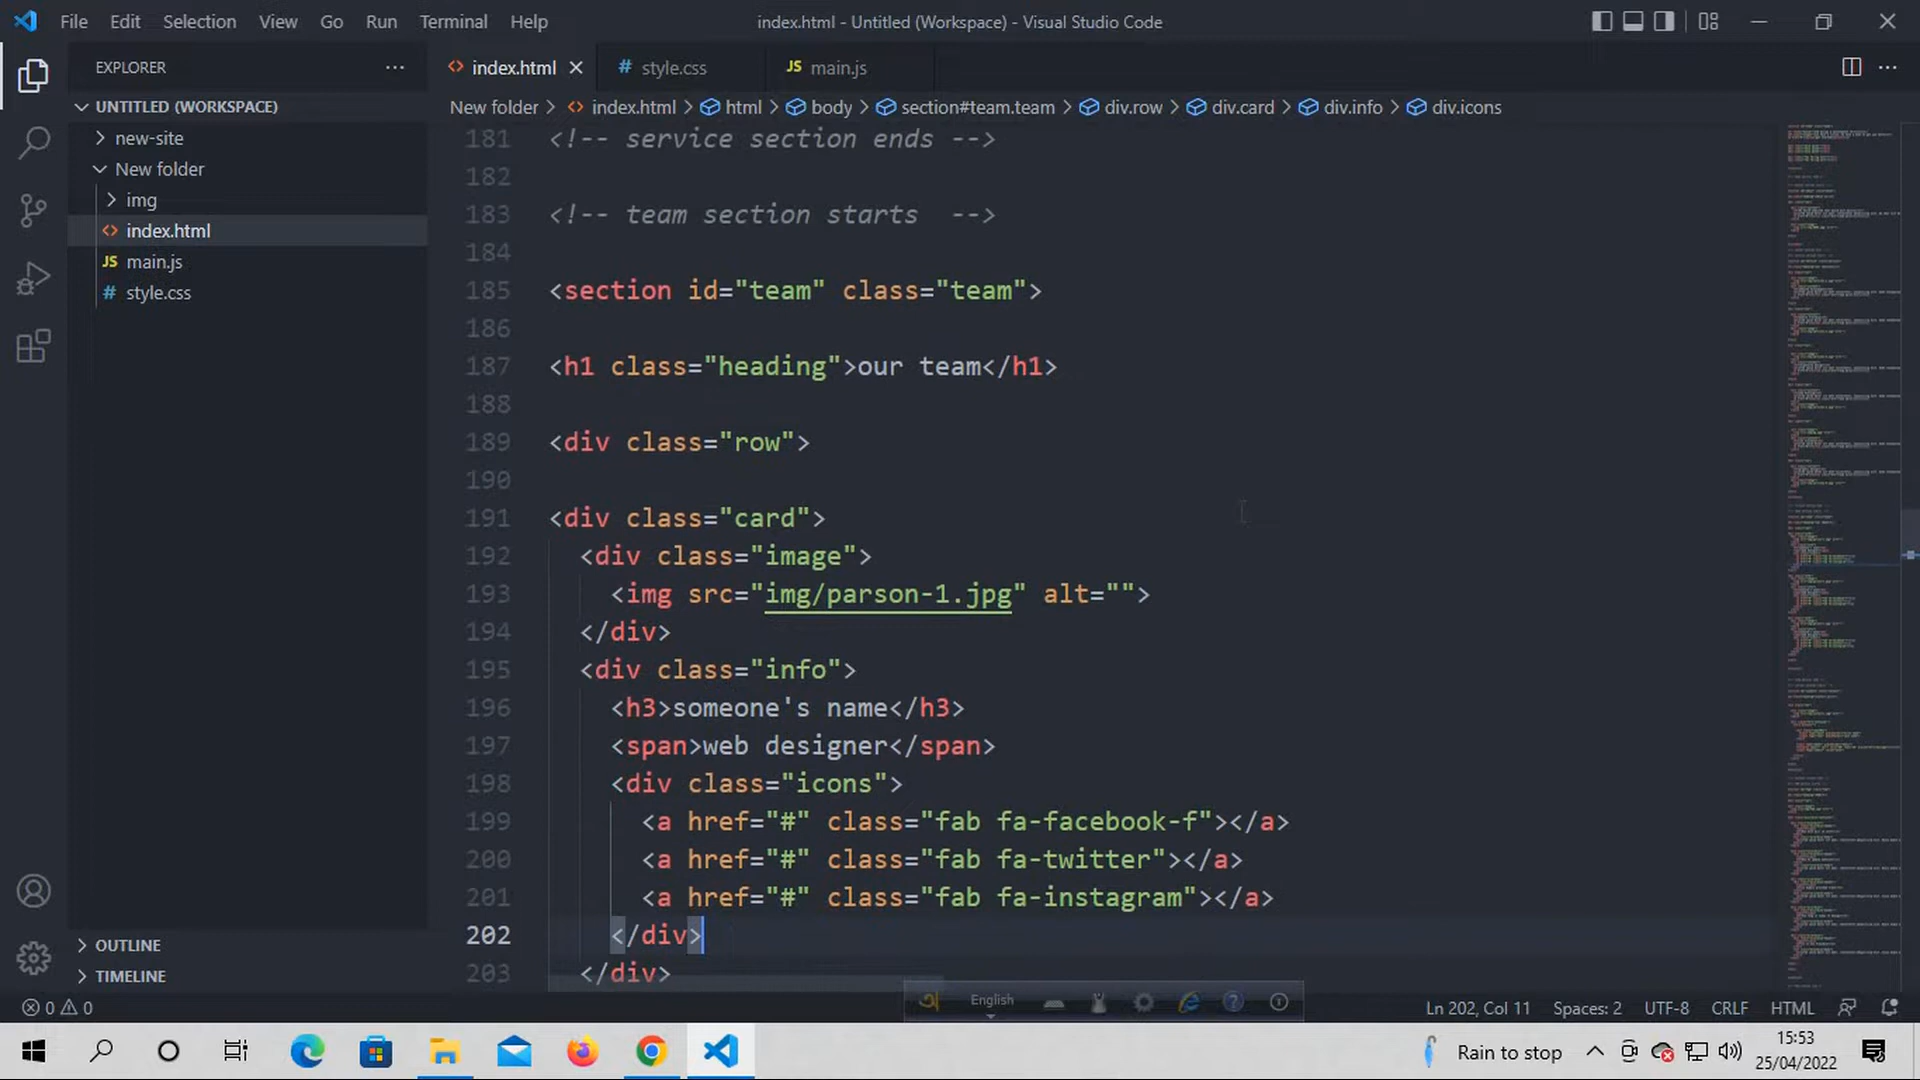 File Edit Selection View Go Run Terminal Help
index.html - Untitled (Workspace) - Visual Studio Code
EXPLORER
UNTITLED (WORKSPACE)
new-site
New folder
img
index.html
JS main.js
# style.css
OUTLINE
TIMELINE
index.html
# style.css
JS main.js
New folder > index.html > html > body > section#team.team > div.row > div.card > div.info > div.icons
181 <!-- service section ends -->
182
183 <!-- team section starts  -->
184
185 <section id="team" class="team">
186
187 <h1 class="heading">our team</h1>
188
189 <div class="row">
190
191 <div class="card">
192 <div class="image">
193 <img src="img/parson-1.jpg" alt="">
194 </div>
195 <div class="info">
196 <h3>someone's name</h3>
197 <span>web designer</span>
198 <div class="icons">
199 <a href="#" class="fab fa-facebook-f"></a>
200 <a href="#" class="fab fa-twitter"></a>
201 <a href="#" class="fab fa-instagram"></a>
202 </div>
203 </div>
English
0 0
Ln 202, Col 11 Spaces: 2 UTF-8 CRLF HTML
Rain to stop
15:53
25/04/2022